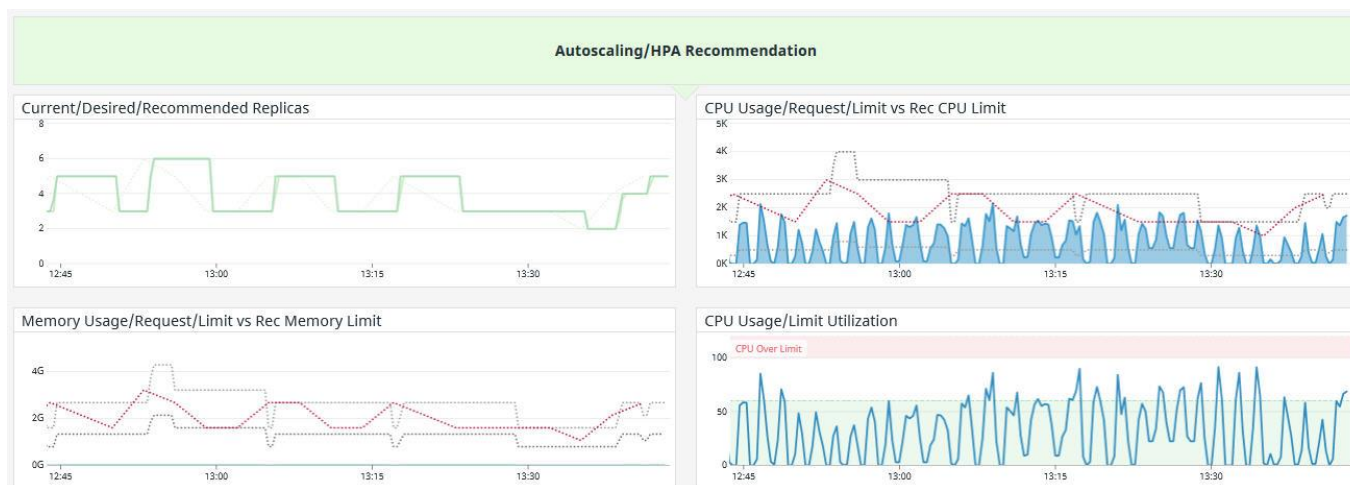 Autoscaling/HPA Recommendation
Current/Desired/Recommended Replicas
8
6
4
2
0
12:45 13:00 13:15 13:30
CPU Usage/Request/Limit vs Rec CPU Limit
5K
4K
3K
2K
1K
0K
12:45 13:00 13:15 13:30
Memory Usage/Request/Limit vs Rec Memory Limit
4G
2G
0G
12:45 13:00 13:15 13:30
CPU Usage/Limit Utilization
CPU Over Limit
100
50
0
12:45 13:00 13:15 13:30